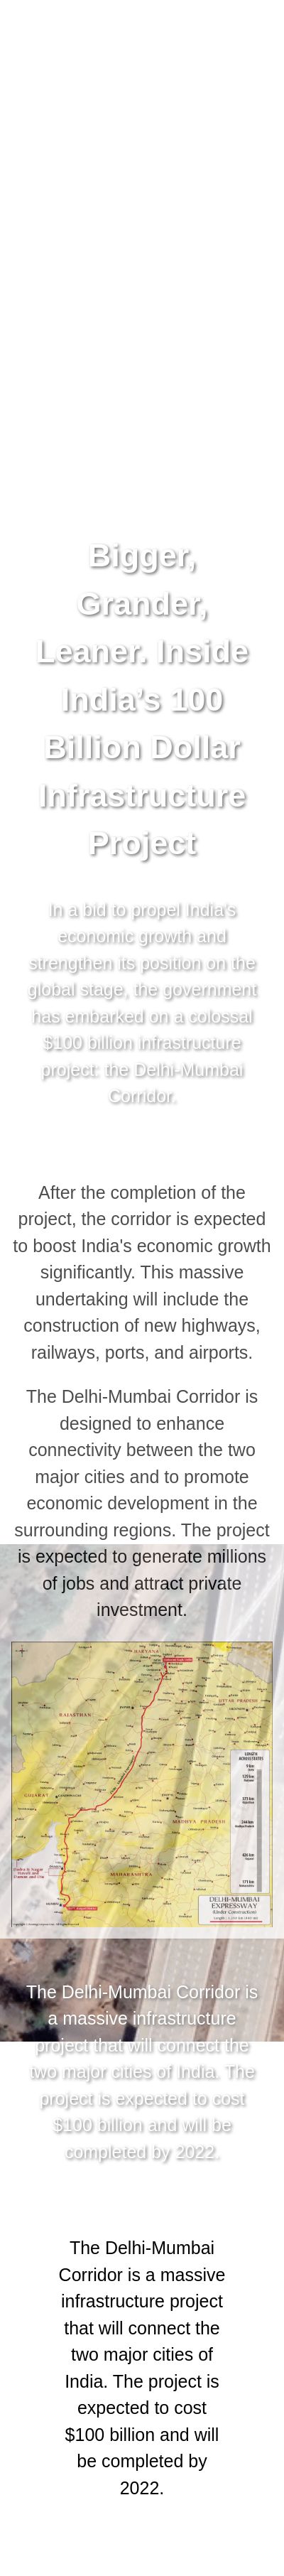 Bigger,
Grander,
Leaner. Inside
India's 100
Billion Dollar
Infrastructure
Project
In a bid to propel India's
economic growth and
strengthen its position on the
global stage, the government
has embarked on a colossal
$100 billion infrastructure
project: the Delhi-Mumbai
Corridor.
After the completion of the
project, the corridor is expected
to boost India's economic growth
significantly. This massive
undertaking will include the
construction of new highways,
railways, ports, and airports.
The Delhi-Mumbai Corridor is
designed to enhance
connectivity between the two
major cities and to promote
economic development in the
surrounding regions. The project
is expected to generate millions
of jobs and attract private
investment.
HARYANA
UTTAR PRADESH
RAJASTHAN
GUJARAT
MADHYA PRADESH
MAHARASHTRA
DELHI-MUMBAI
EXPRESSWAY
The Delhi-Mumbai Corridor is
a massive infrastructure
project that will connect the
two major cities of India. The
project is expected to cost
$100 billion and will be
completed by 2022.
The Delhi-Mumbai
Corridor is a massive
infrastructure project
that will connect the
two major cities of
India. The project is
expected to cost
$100 billion and will
be completed by
2022.